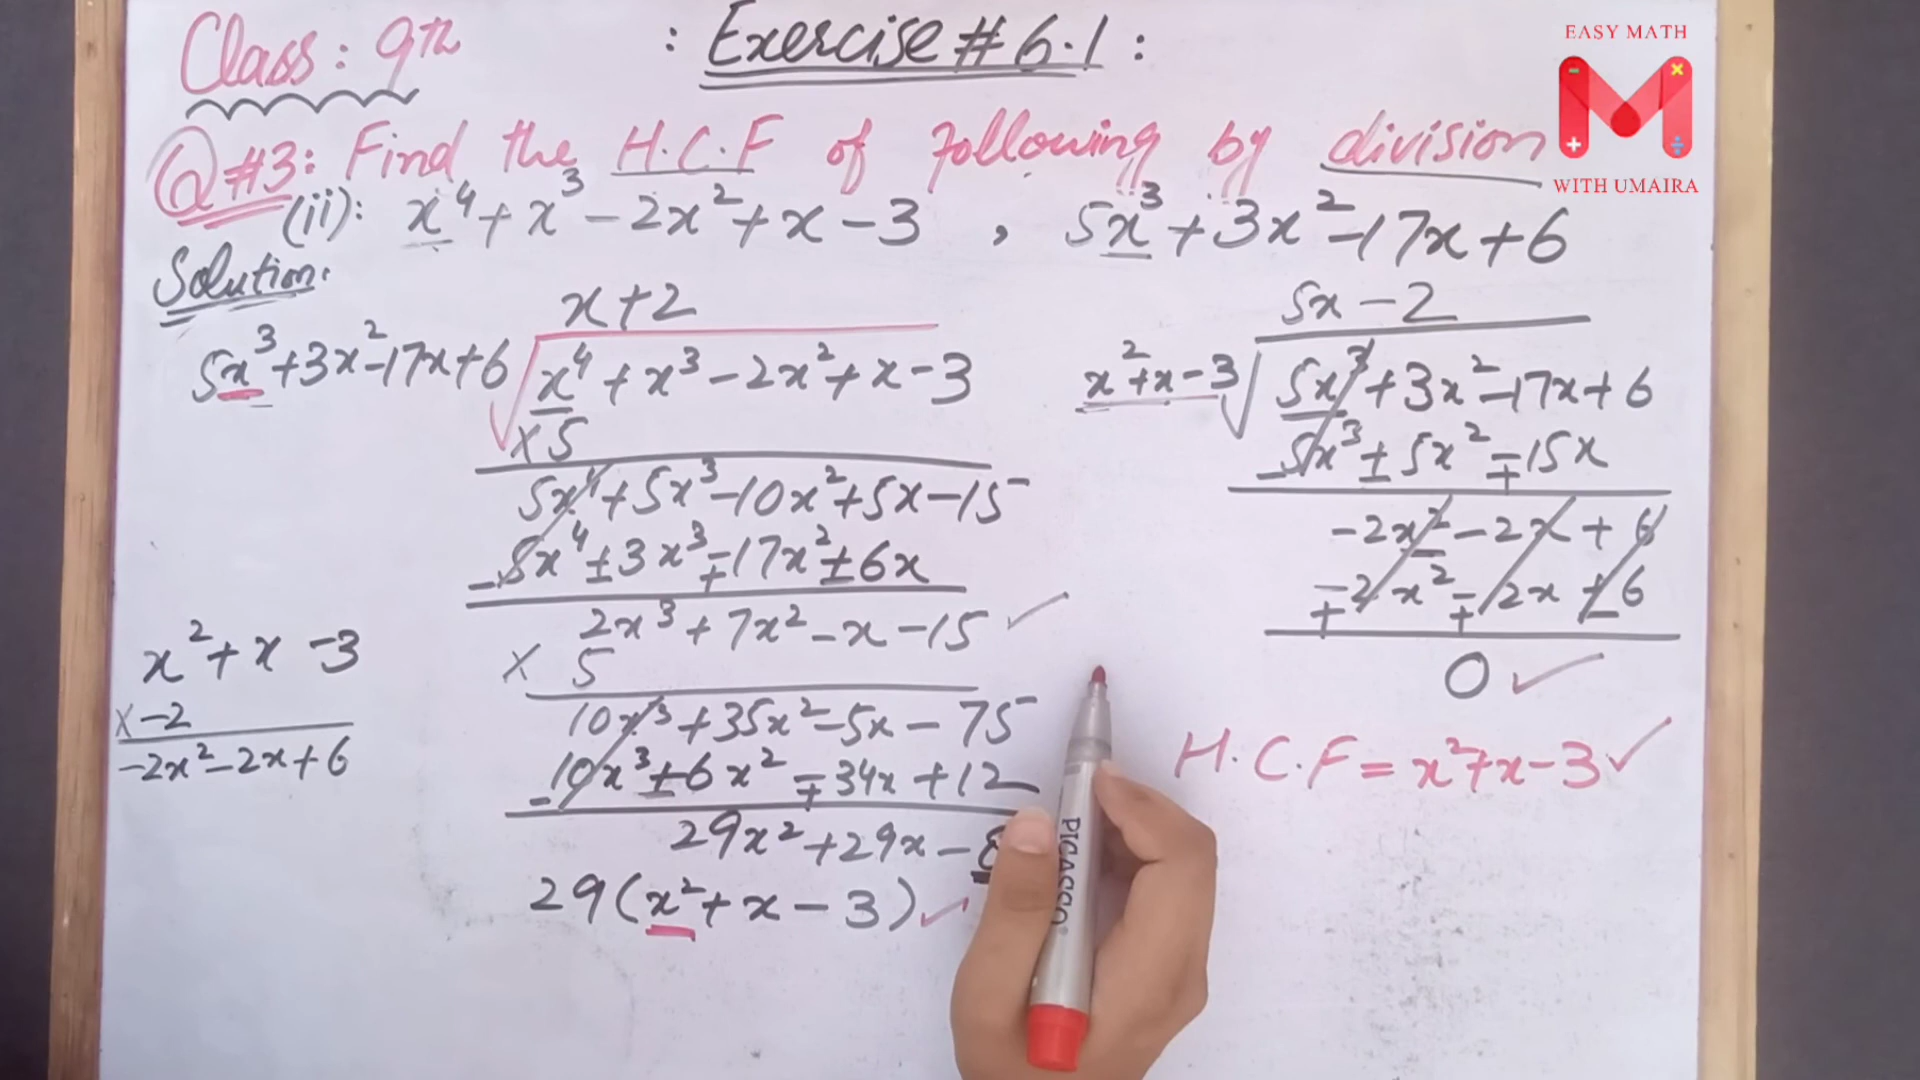 Class: 9th
: Exercise # 6.1 :
EASY MATH
WITH UMAIRA
Q#3: Find the H.C.F of following by division
(ii): x⁴ + x³ - 2x² + x - 3 , 5x³ + 3x² - 17x + 6
Solution:
x + 2
5x³ + 3x² - 17x + 6 √ x⁴ + x³ - 2x² + x - 3
× 5
5x⁴ + 5x³ - 10x² + 5x - 15
-5x⁴ ± 3x³ ∓ 17x² ± 6x
2x³ + 7x² - x - 15 ✓
× 5
10x³ + 35x² - 5x - 75
-10x³ ± 6x² ∓ 34x + 12
29x² + 29x -
29(x² + x - 3) ✓
x² + x - 3
× -2
-2x² - 2x + 6
5x - 2
x² + x - 3 √ 5x³ + 3x² - 17x + 6
-5x³ ± 5x² ∓ 15x
-2x² - 2x + 6
∓ 2x² ∓ 2x ± 6
0 ✓
H.C.F = x² + x - 3 ✓
PICASSO